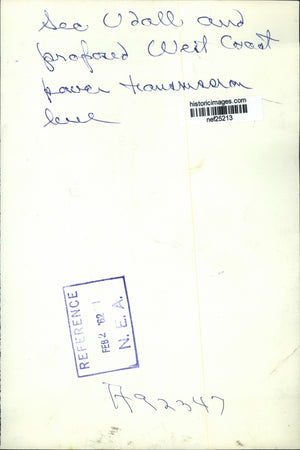 Sec Udall and
proposed West Coast
power transmission
line
historicimages.com
nef25213
REFERENCE
FEB 2 '62
N. E. A.
A92347